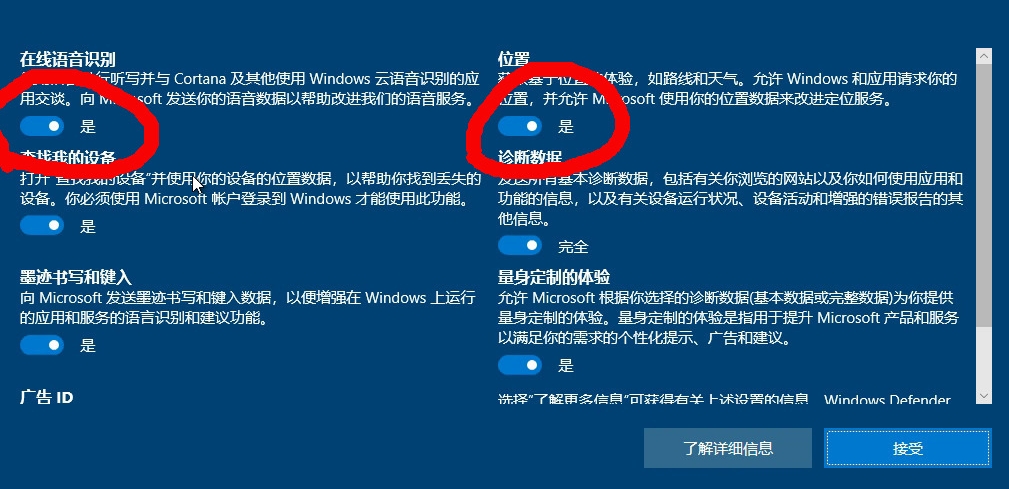 在线语音识别
行听写并与 Cortana 及其他使用 Windows 云语音识别的应
用交谈。向 Microsoft 发送你的语音数据以帮助改进我们的语音服务。
是
查找我的设备
打开“查找我的设备”并使用你的设备的位置数据，以帮助你找到丢失的
设备。你必须使用 Microsoft 帐户登录到 Windows 才能使用此功能。
是
墨迹书写和键入
向 Microsoft 发送墨迹书写和键入数据，以便增强在 Windows 上运行
的应用和服务的语言识别和建议功能。
是
广告 ID
位置
获取基于位置的体验，如路线和天气。允许 Windows 和应用请求你的
位置，并允许 Microsoft 使用你的位置数据来改进定位服务。
是
诊断数据
发送所有基本诊断数据，包括有关你浏览的网站以及你如何使用应用和
功能的信息，以及有关设备运行状况、设备活动和增强的错误报告的其
他信息。
完全
量身定制的体验
允许 Microsoft 根据你选择的诊断数据(基本数据或完整数据)为你提供
量身定制的体验。量身定制的体验是指用于提升 Microsoft 产品和服务
以满足你的需求的个性化提示、广告和建议。
是
选择“了解更多信息”可获得有关上述设置的信息、Windows Defender
了解详细信息
接受